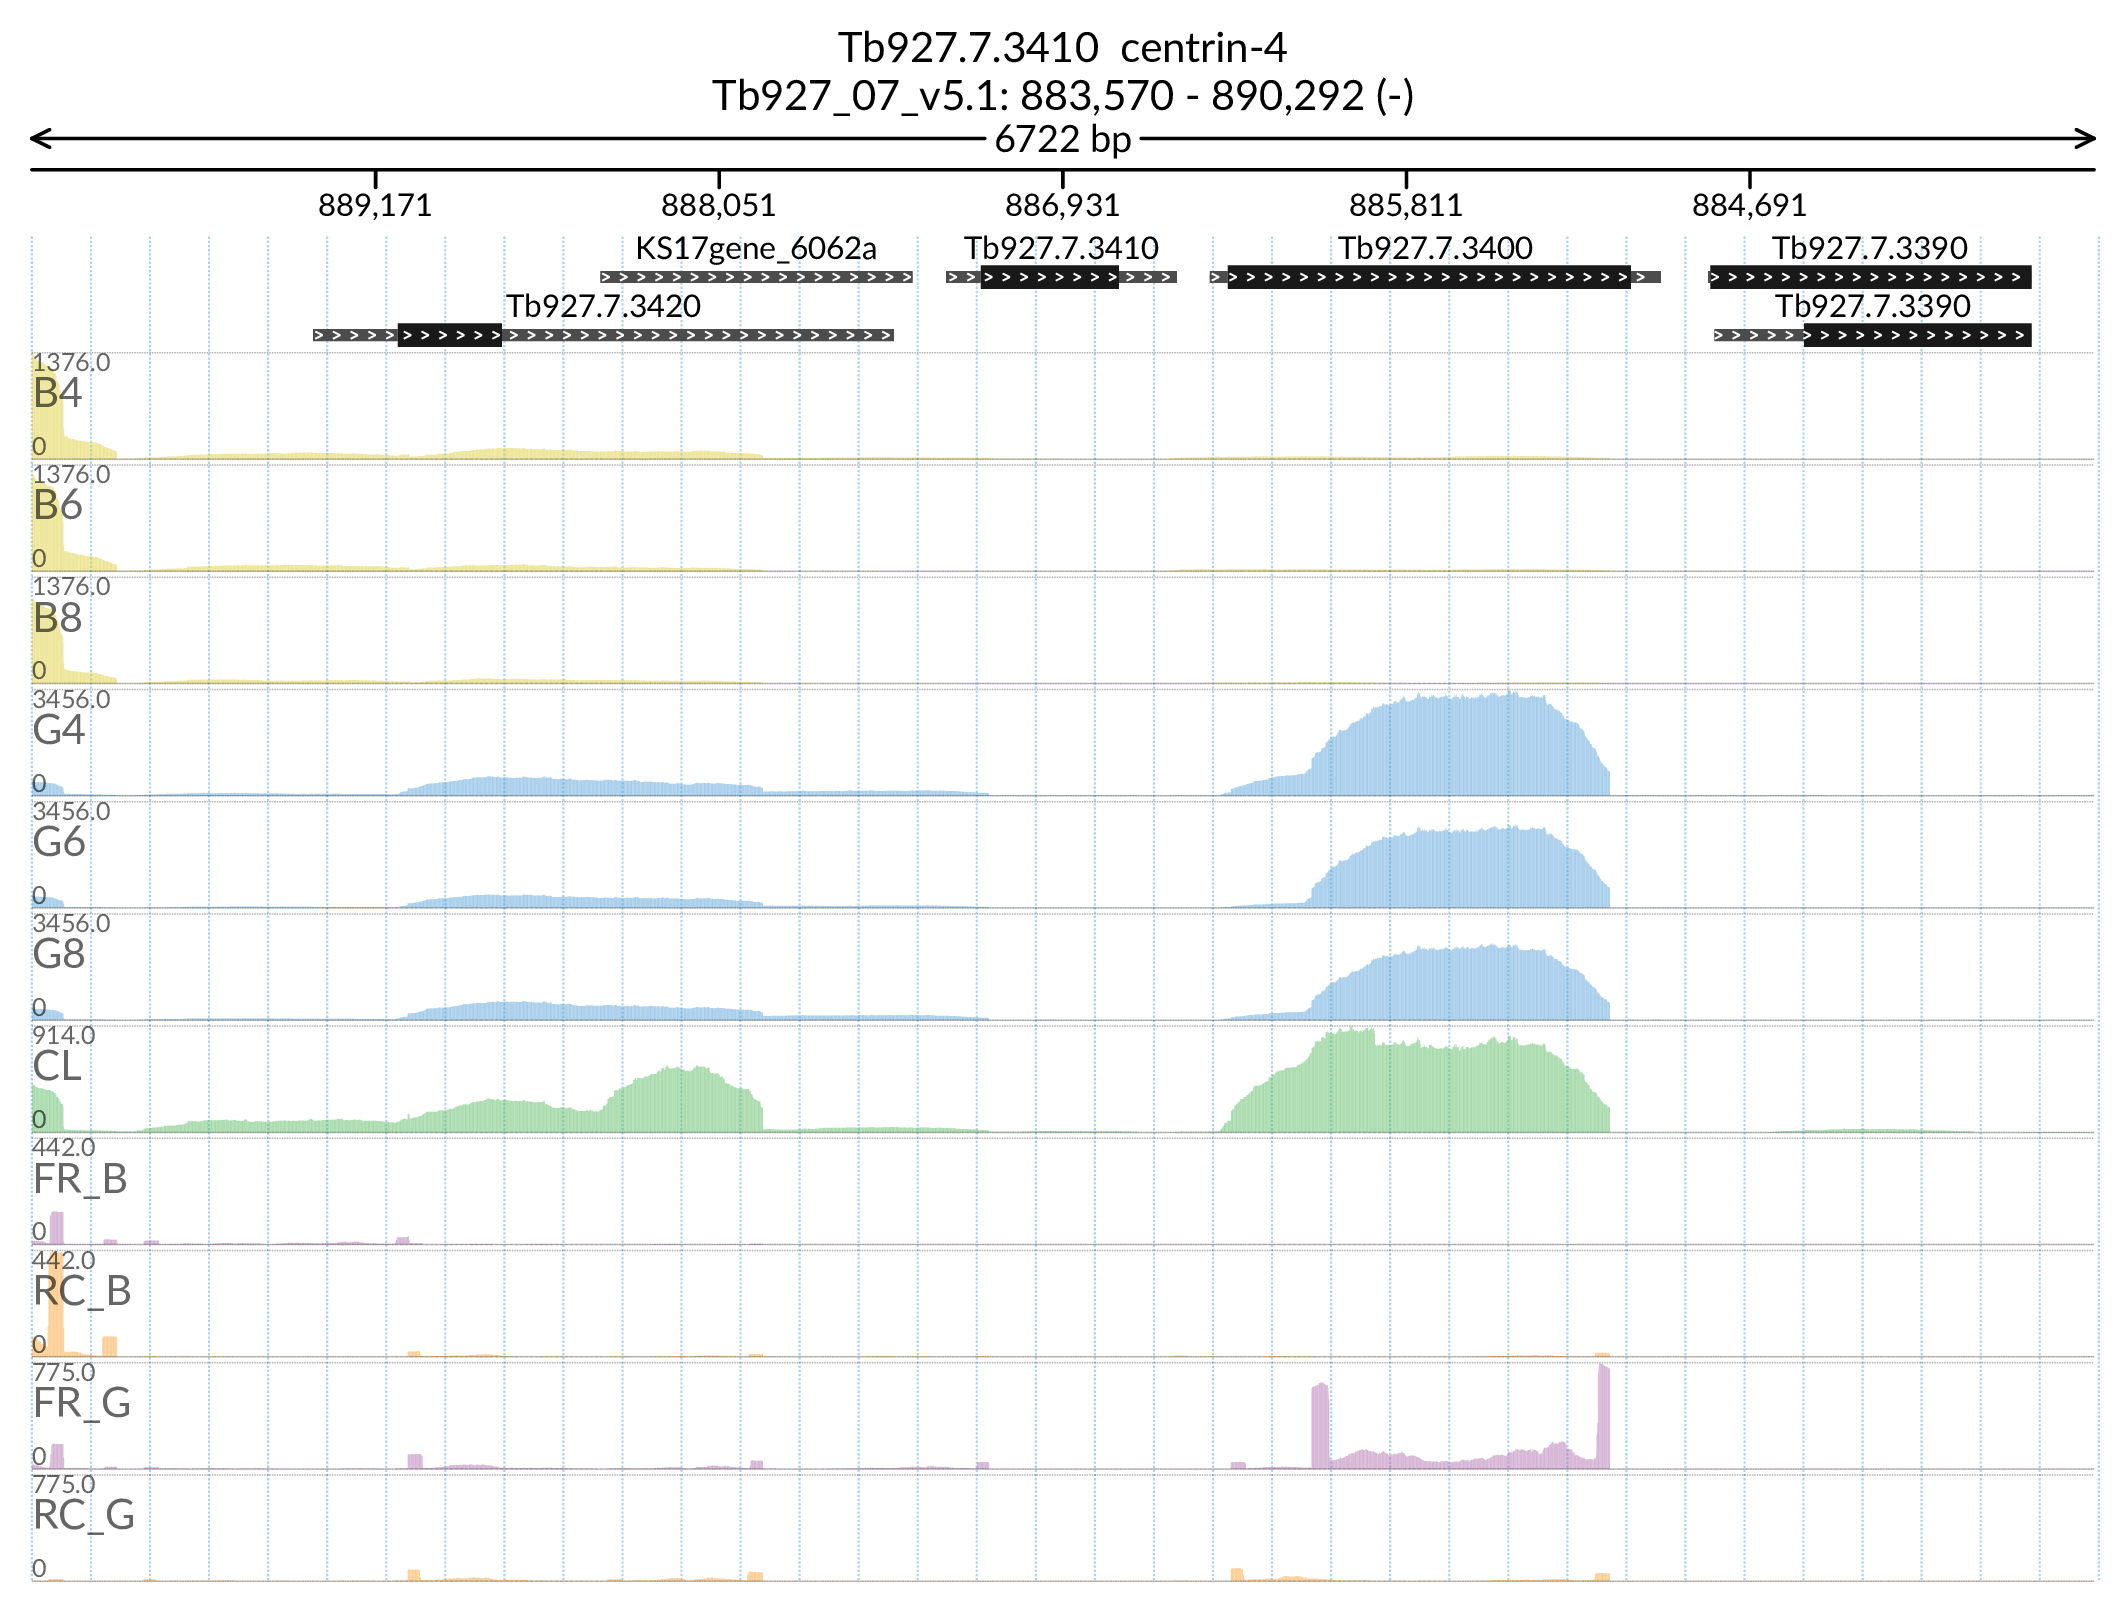 Tb927.7.3410 centrin-4
Tb927_07_v5.1: 883,570 - 890,292 (-)
6722 bp
889,171 888,051 886,931 885,811 884,691
KS17gene_6062a Tb927.7.3410 Tb927.7.3400 Tb927.7.3390
Tb927.7.3420 Tb927.7.3390
1376.0
B4
0
1376.0
B6
0
1376.0
B8
0
3456.0
G4
0
3456.0
G6
0
3456.0
G8
0
914.0
CL
0
442.0
FR_B
0
442.0
RC_B
0
775.0
FR_G
0
775.0
RC_G
0